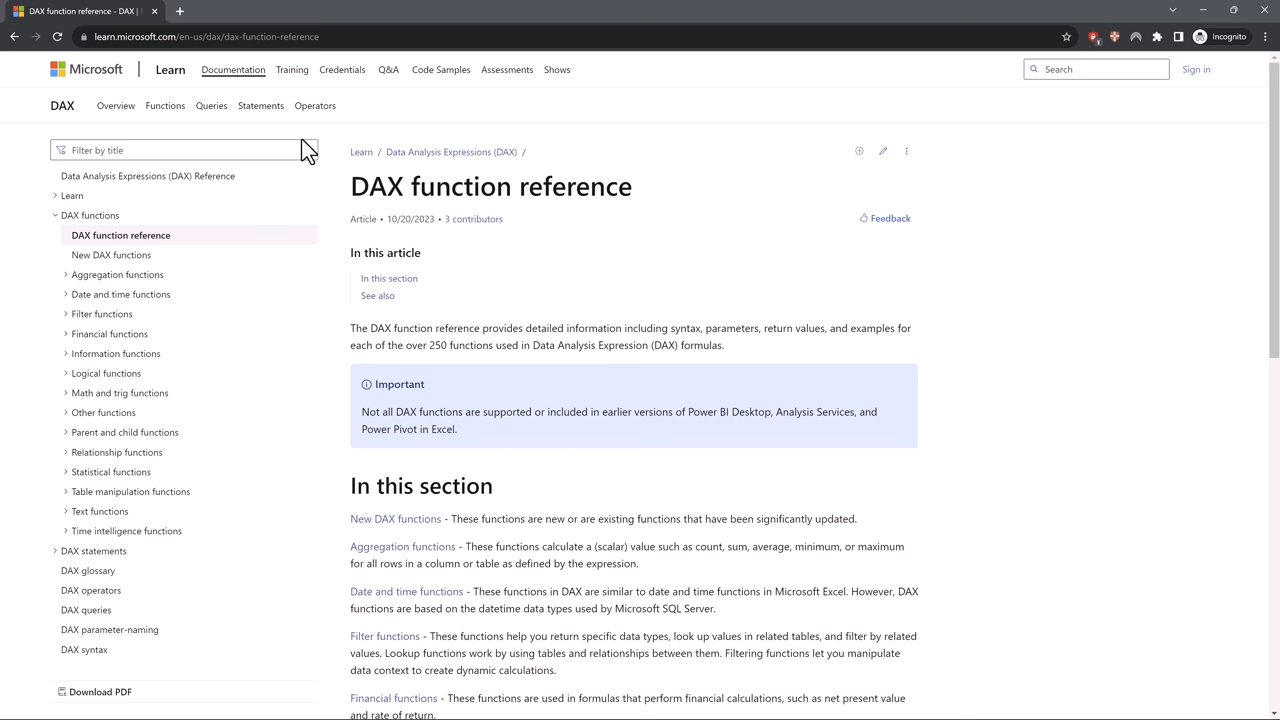 DAX function reference - DAX |
learn.microsoft.com/en-us/dax/dax-function-reference
1
Incognito
Microsoft
Learn
Documentation
Training
Credentials
Q&A
Code Samples
Assessments
Shows
Search
Sign in
DAX
Overview
Functions
Queries
Statements
Operators
Filter by title
Data Analysis Expressions (DAX) Reference
Learn
DAX functions
DAX function reference
New DAX functions
Aggregation functions
Date and time functions
Filter functions
Financial functions
Information functions
Logical functions
Math and trig functions
Other functions
Parent and child functions
Relationship functions
Statistical functions
Table manipulation functions
Text functions
Time intelligence functions
DAX statements
DAX glossary
DAX operators
DAX queries
DAX parameter-naming
DAX syntax
Download PDF
Learn / Data Analysis Expressions (DAX) /
DAX function reference
Article • 10/20/2023 • 3 contributors
Feedback
In this article
In this section
See also
The DAX function reference provides detailed information including syntax, parameters, return values, and examples for
each of the over 250 functions used in Data Analysis Expression (DAX) formulas.
Important
Not all DAX functions are supported or included in earlier versions of Power BI Desktop, Analysis Services, and
Power Pivot in Excel.
In this section
New DAX functions - These functions are new or are existing functions that have been significantly updated.
Aggregation functions - These functions calculate a (scalar) value such as count, sum, average, minimum, or maximum
for all rows in a column or table as defined by the expression.
Date and time functions - These functions in DAX are similar to date and time functions in Microsoft Excel. However, DAX
functions are based on the datetime data types used by Microsoft SQL Server.
Filter functions - These functions help you return specific data types, look up values in related tables, and filter by related
values. Lookup functions work by using tables and relationships between them. Filtering functions let you manipulate
data context to create dynamic calculations.
Financial functions - These functions are used in formulas that perform financial calculations, such as net present value
and rate of return.